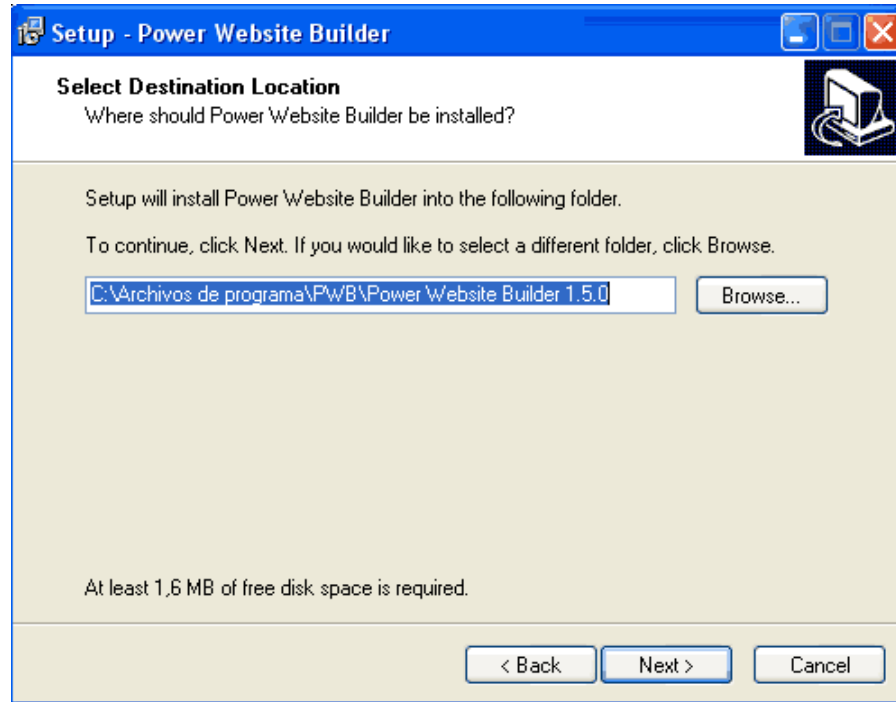 Setup - Power Website Builder
Select Destination Location
Where should Power Website Builder be installed?
Setup will install Power Website Builder into the following folder.
To continue, click Next. If you would like to select a different folder, click Browse.
C:\Archivos de programa\PWB\Power Website Builder 1.5.0
Browse...
At least 1,6 MB of free disk space is required.
< Back
Next >
Cancel